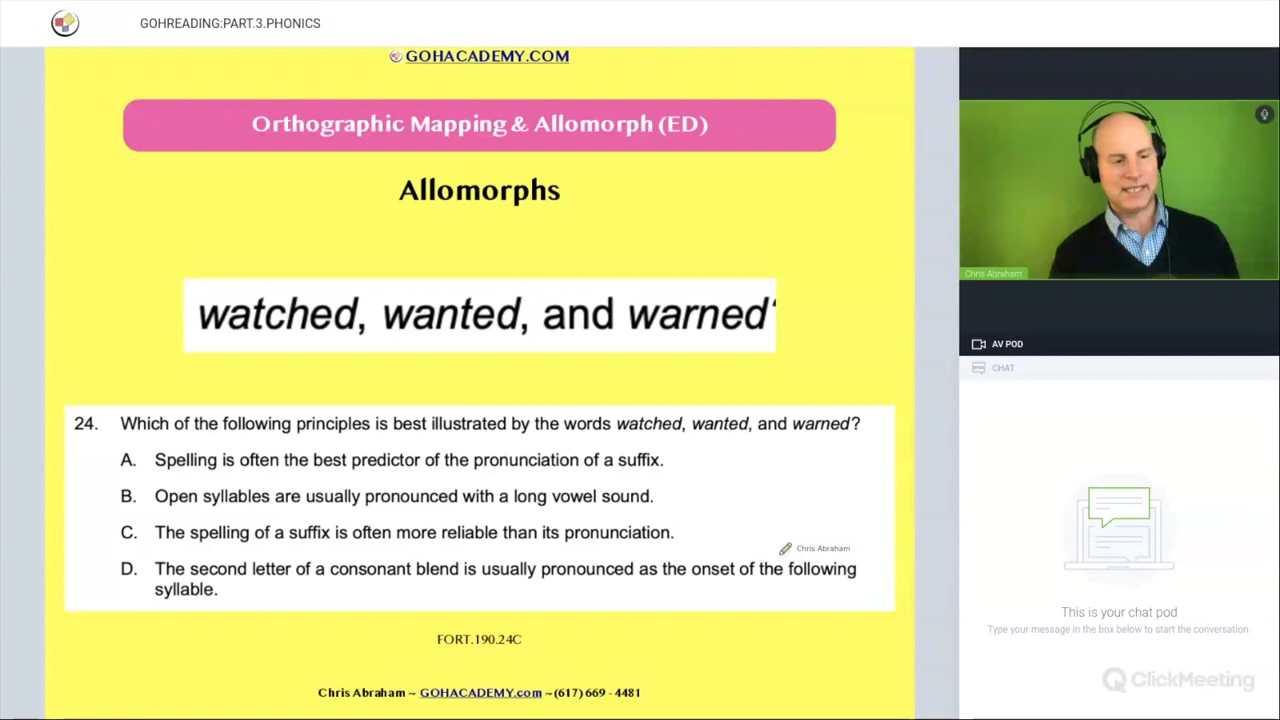 GOHREADING:PART.3.PHONICS
GOHACADEMY.COM
Orthographic Mapping & Allomorph (ED)
Allomorphs
watched, wanted, and warned'
24. Which of the following principles is best illustrated by the words watched, wanted, and warned?
A. Spelling is often the best predictor of the pronunciation of a suffix.
B. Open syllables are usually pronounced with a long vowel sound.
C. The spelling of a suffix is often more reliable than its pronunciation.
Chris Abraham
D. The second letter of a consonant blend is usually pronounced as the onset of the following
syllable.
FORT.190.24C
Chris Abraham ~ GOHACADEMY.com ~ (617) 669 - 4481
Chris Abraham
AV POD
CHAT
This is your chat pod
Type your message in the box below to start the conversation.
ClickMeeting